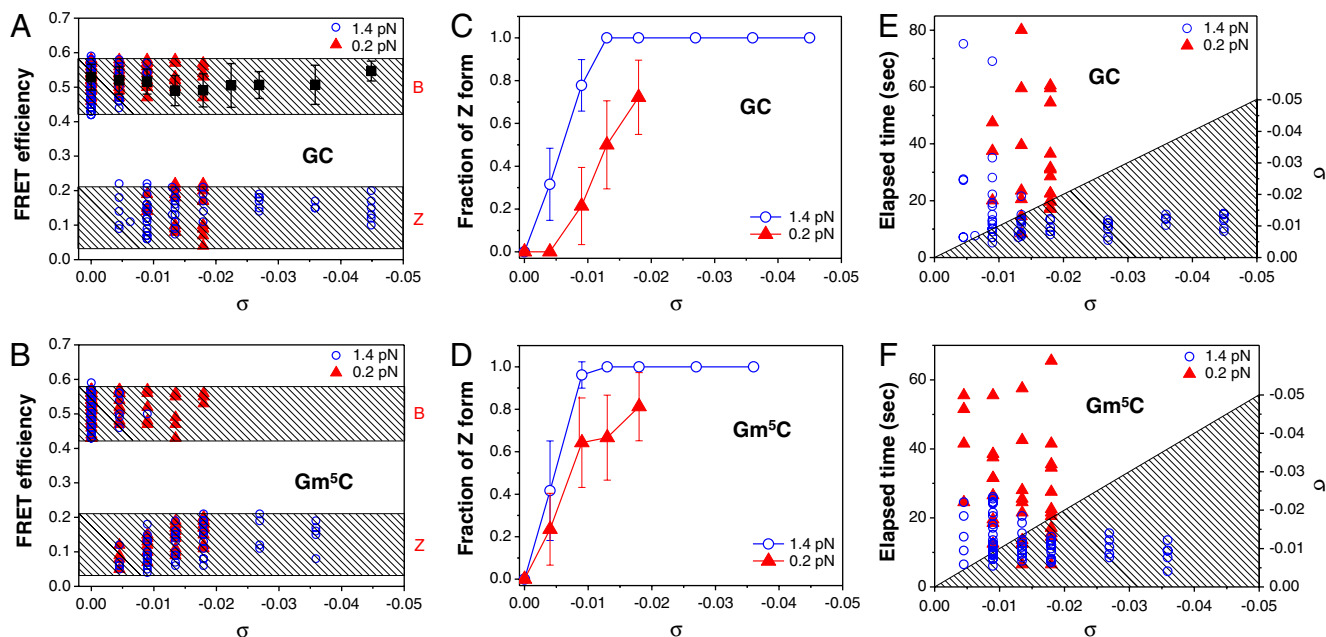 A
FRET efficiency
0.7
0.6
0.5
0.4
0.3
0.2
0.1
0.0
1.4 pN
0.2 pN
B
GC
Z
0.00 -0.01 -0.02 -0.03 -0.04 -0.05
σ
C
Fraction of Z form
1.0
0.8
0.6
0.4
0.2
0.0
GC
1.4 pN
0.2 pN
0.00 -0.01 -0.02 -0.03 -0.04 -0.05
σ
E
Elapsed time (sec)
80
60
40
20
0
1.4 pN
0.2 pN
GC
-0.05
-0.04
-0.03
-0.02
-0.01
0.00
σ
0.00 -0.01 -0.02 -0.03 -0.04 -0.05
σ
B
FRET efficiency
0.7
0.6
0.5
0.4
0.3
0.2
0.1
0.0
1.4 pN
0.2 pN
B
Gm⁵C
Z
0.00 -0.01 -0.02 -0.03 -0.04 -0.05
σ
D
Fraction of Z form
1.0
0.8
0.6
0.4
0.2
0.0
Gm⁵C
1.4 pN
0.2 pN
0.00 -0.01 -0.02 -0.03 -0.04 -0.05
σ
F
Elapsed time (sec)
60
40
20
0
1.4 pN
0.2 pN
Gm⁵C
-0.05
-0.04
-0.03
-0.02
-0.01
0.00
σ
0.00 -0.01 -0.02 -0.03 -0.04 -0.05
σ